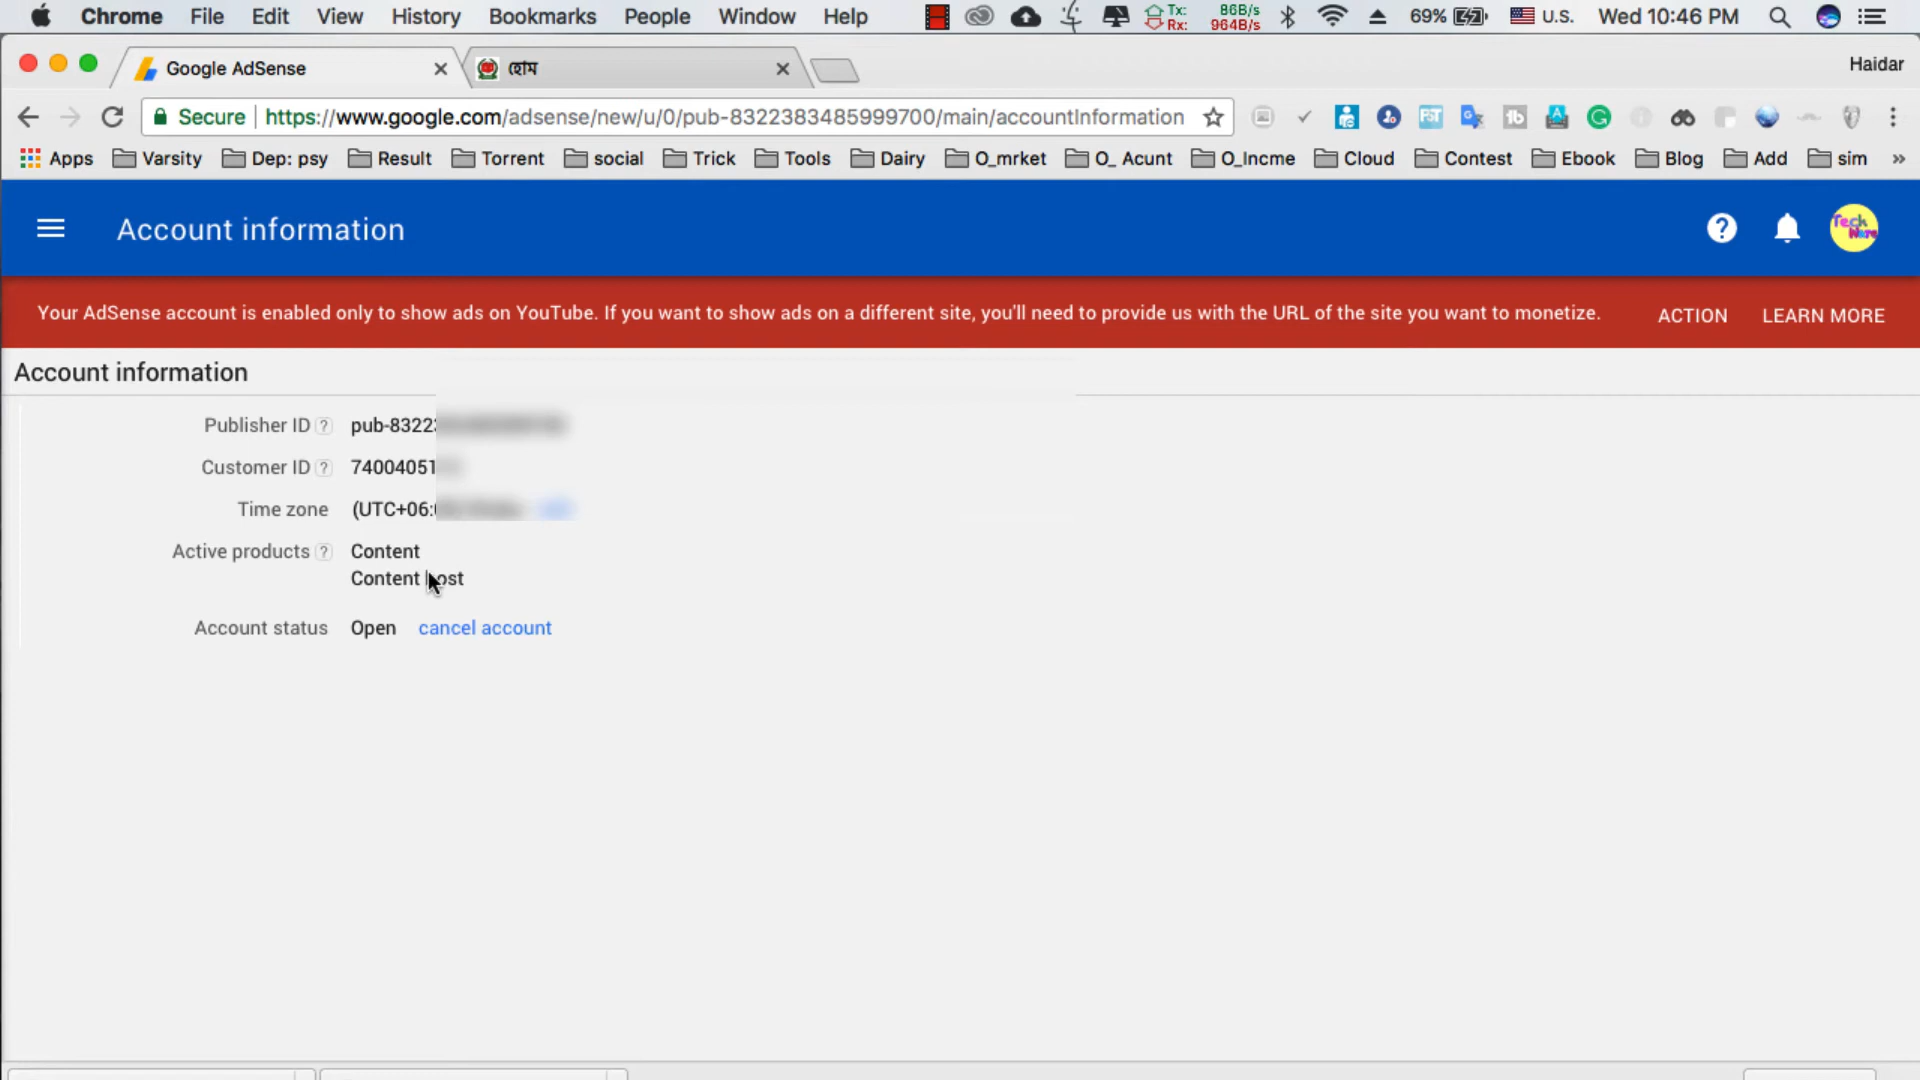 Chrome File Edit View History Bookmarks People Window Help Tx: 86B/s Rx: 964B/s 69% U.S. Wed 10:46 PM
Google AdSense হোম Haidar
Secure https://www.google.com/adsense/new/u/0/pub-8322383485999700/main/accountInformation
Apps Varsity Dep: psy Result Torrent social Trick Tools Dairy O_mrket O_ Acunt O_Incme Cloud Contest Ebook Blog Add sim »
Account information Tech Ware
Your AdSense account is enabled only to show ads on YouTube. If you want to show ads on a different site, you'll need to provide us with the URL of the site you want to monetize. ACTION LEARN MORE
Account information
Publisher ID ? pub-8322
Customer ID ? 74004051
Time zone (UTC+06:
Active products ? Content
Content host
Account status Open cancel account